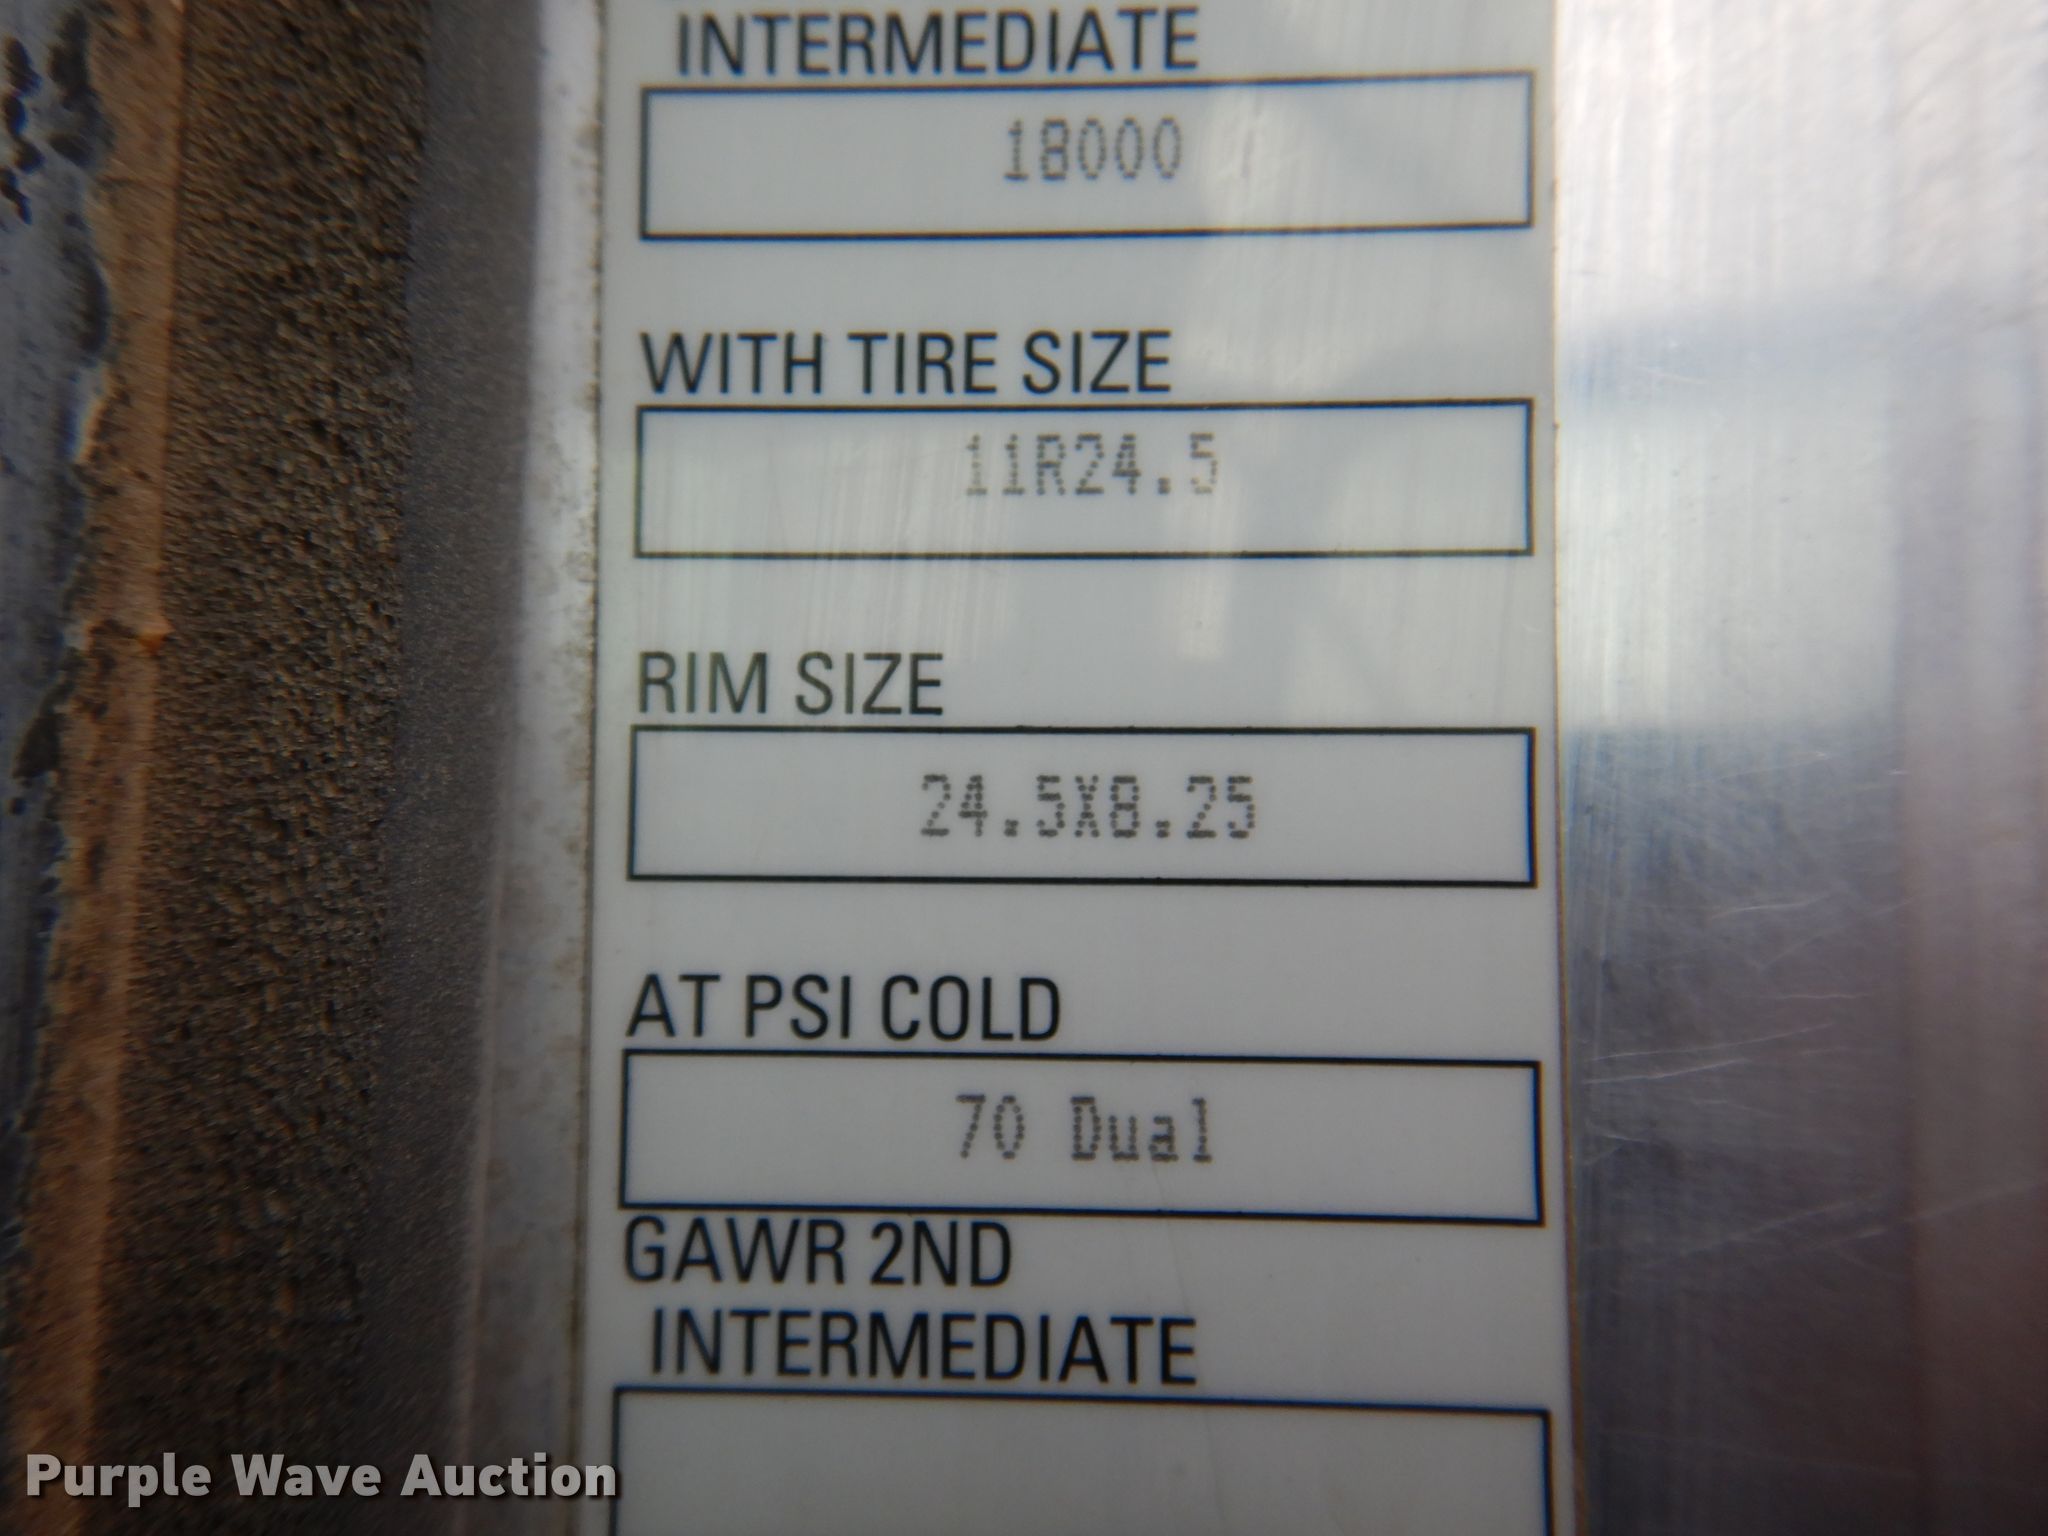 INTERMEDIATE
18000
WITH TIRE SIZE
11R24.5
RIM SIZE
24.5X8.25
AT PSI COLD
70 Dual
GAWR 2ND
INTERMEDIATE
Purple Wave Auction